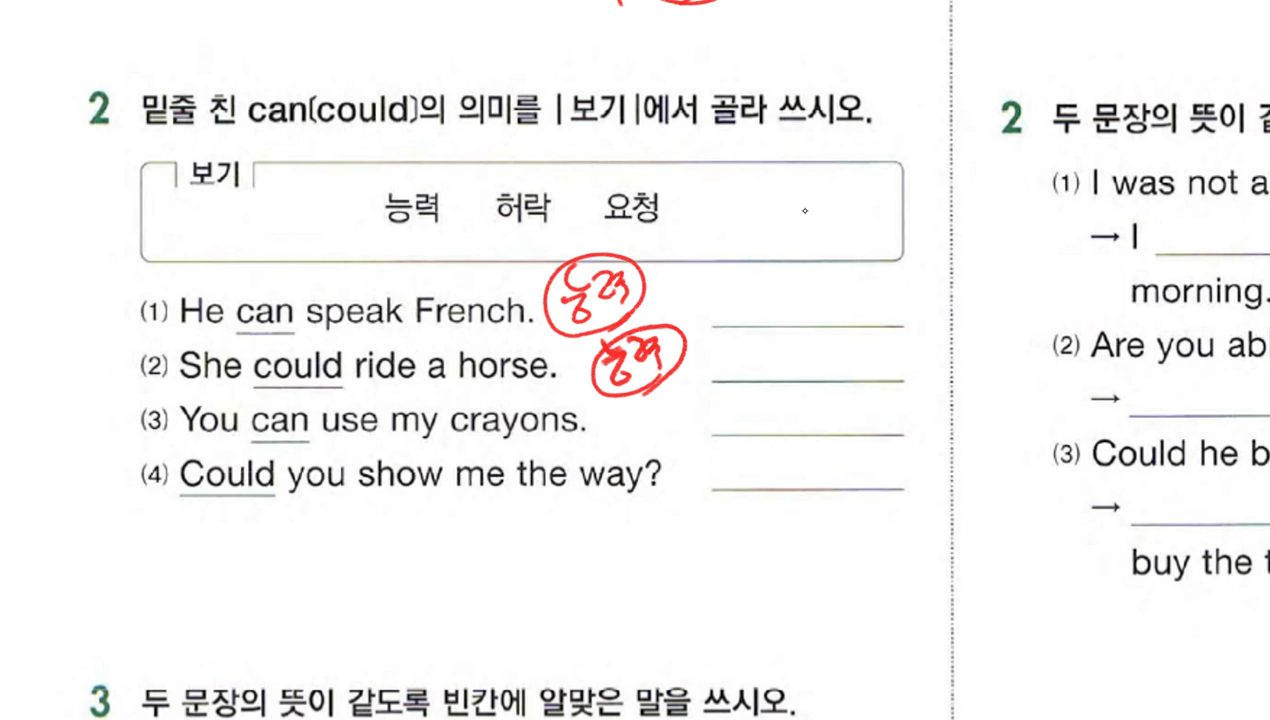 2 밑줄 친 can(could)의 의미를 |보기|에서 골라 쓰시오.
보기
능력 허락 요청
(1) He can speak French. 능력
(2) She could ride a horse. 능력
(3) You can use my crayons.
(4) Could you show me the way?
3 두 문장의 뜻이 같도록 빈칸에 알맞은 말을 쓰시오.
2 두 문장의 뜻이
(1) I was not a
→ I
morning.
(2) Are you abl
→
(3) Could he b
→
buy the t